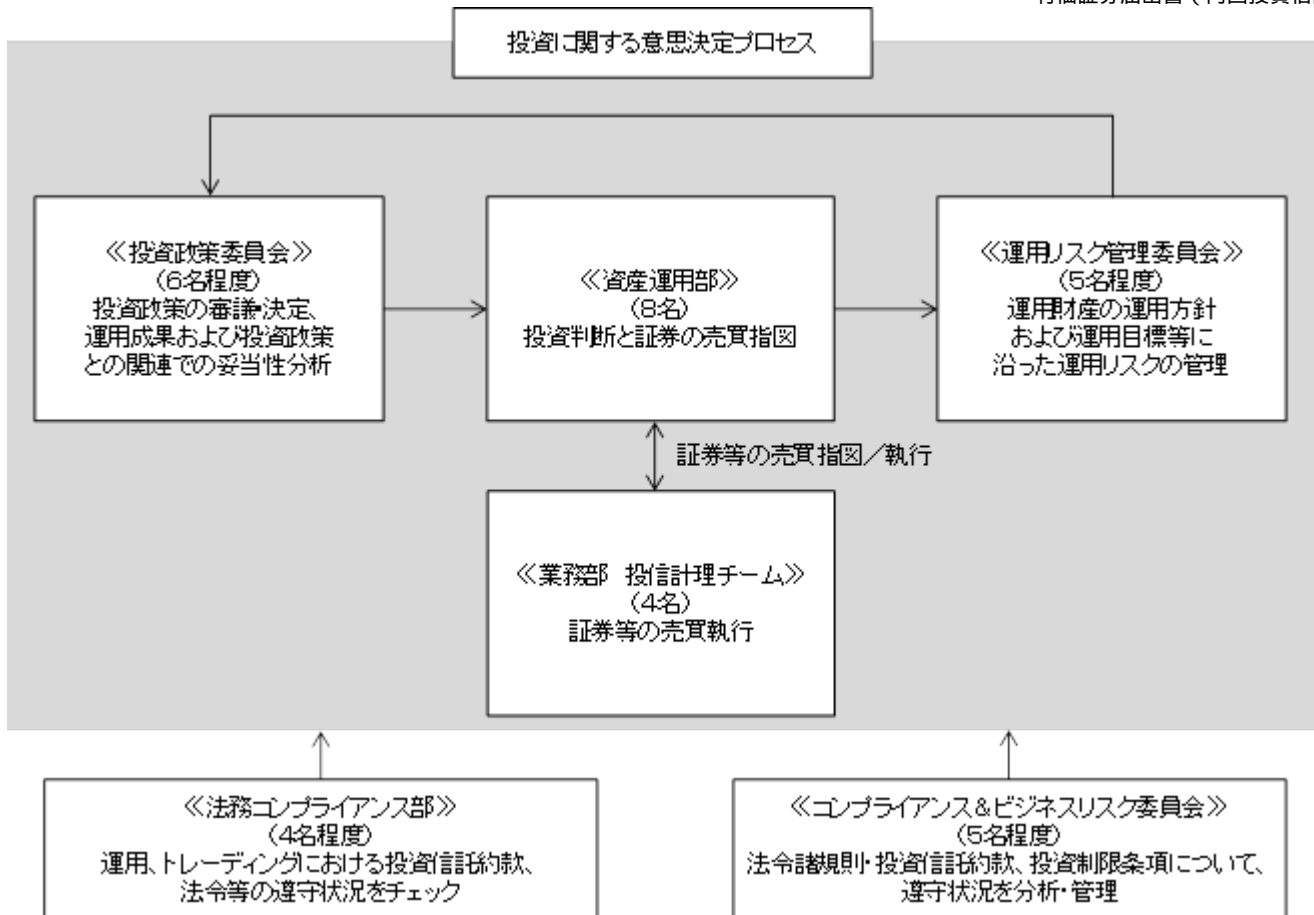 投資に関する意思決定プロセス
≪投資政策委員会≫
(6名程度)
投資政策の審議・決定、
運用成果および投資政策
との関連での妥当性分析
≪資産運用部≫
(8名)
投資判断と証券の売買指図
≪運用リスク管理委員会≫
(5名程度)
運用財産の運用方針
および運用目標等に
沿った運用リスクの管理
証券等の売買指図／執行
≪業務部 投信計理チーム≫
(4名)
証券等の売買執行
≪法務コンプライアンス部≫
(4名程度)
運用、トレーディングにおける投資信託約款、
法令等の遵守状況をチェック
≪コンプライアンス＆ビジネスリスク委員会≫
(5名程度)
法令諸規則・投資信託約款、投資制限条項について、
遵守状況を分析・管理